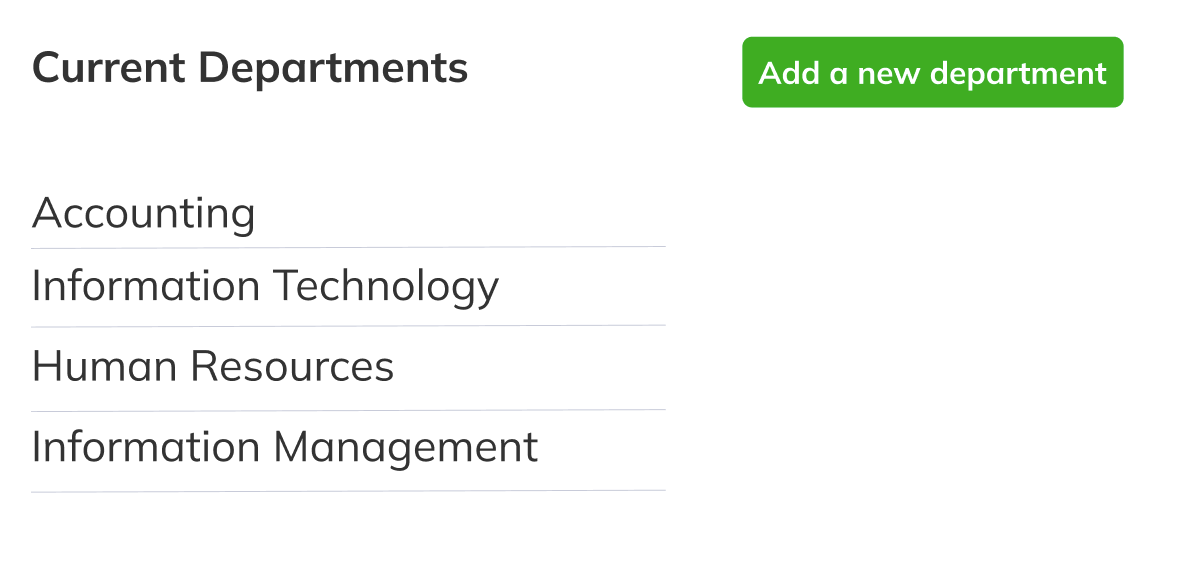 Current Departments
Add a new department
Accounting
Information Technology
Human Resources
Information Management